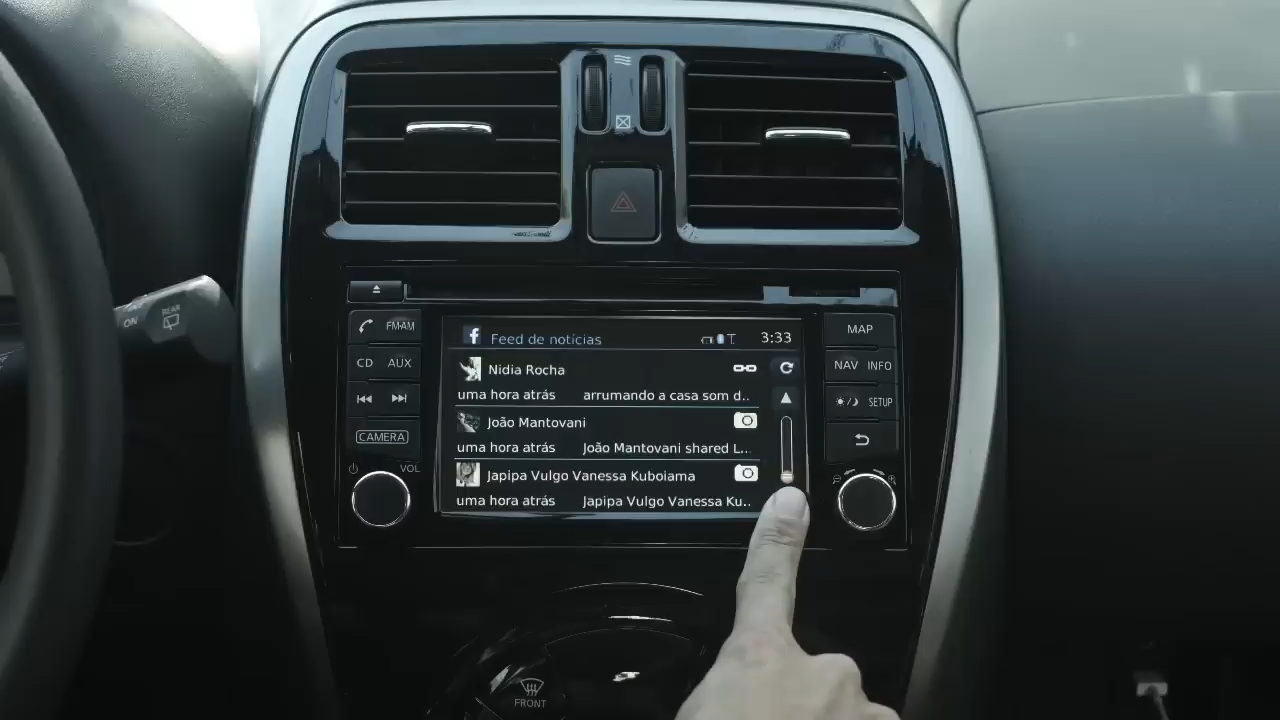 FM·AM
CD AUX
CAMERA
VOL
ON
REAR
f Feed de notícias 3:33
Nidia Rocha
uma hora atrás arrumando a casa som d..
João Mantovani
uma hora atrás João Mantovani shared L...
Japipa Vulgo Vanessa Kuboiama
uma hora atrás Japipa Vulgo Vanessa Ku..
MAP
NAV INFO
SETUP
FRONT